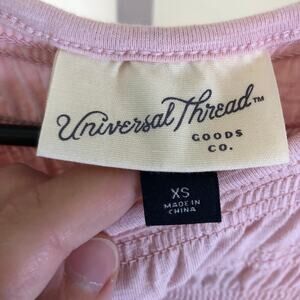 Universal Thread™
GOODS
CO.
XS
MADE IN
CHINA